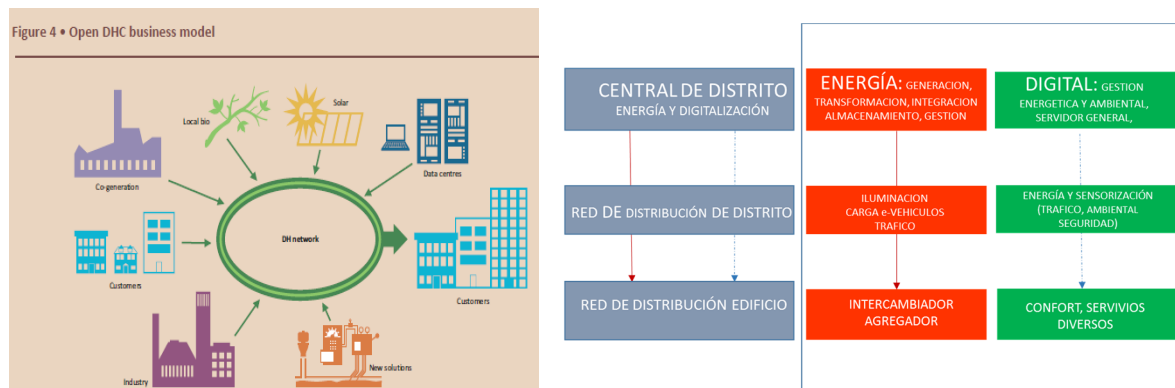 Figure 4 • Open DHC business model
Local bio
Solar
Co-generation
Data centres
DH network
Customers
Customers
Industry
New solutions
CENTRAL DE DISTRITO
ENERGÍA Y DIGITALIZACIÓN
RED DE DISTRIBUCIÓN DE DISTRITO
RED DE DISTRIBUCIÓN EDIFICIO
ENERGÍA: GENERACION,
TRANSFORMACION, INTEGRACION
ALMACENAMIENTO, GESTION
ILUMINACION
CARGA e-VEHICULOS
TRAFICO
INTERCAMBIADOR
AGREGADOR
DIGITAL: GESTION
ENERGETICA Y AMBIENTAL,
SERVIDOR GENERAL,
ENERGÍA Y SENSORIZACIÓN
(TRAFICO, AMBIENTAL
SEGURIDAD)
CONFORT, SERVIVIOS
DIVERSOS